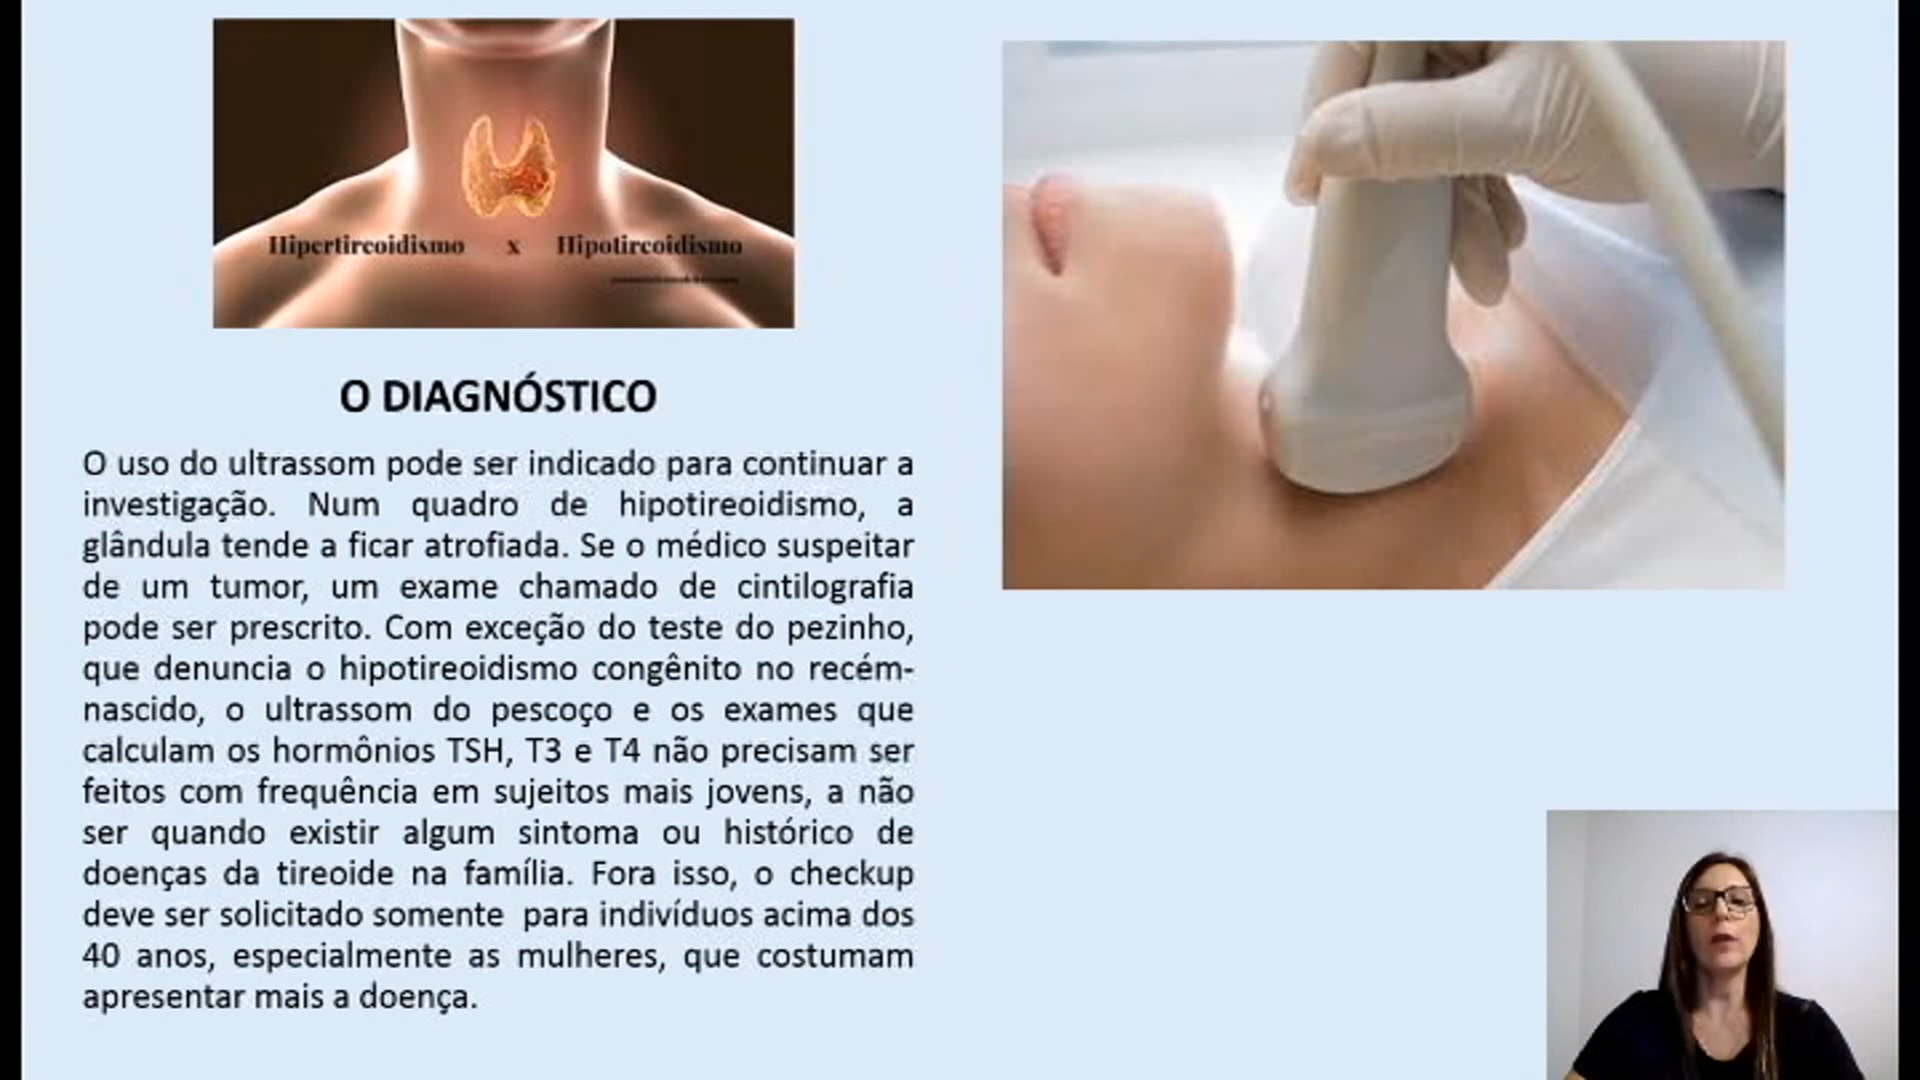 Hipertireoidismo x Hipotireoidismo
O DIAGNÓSTICO
O uso do ultrassom pode ser indicado para continuar a
investigação. Num quadro de hipotireoidismo, a
glândula tende a ficar atrofiada. Se o médico suspeitar
de um tumor, um exame chamado de cintilografia
pode ser prescrito. Com exceção do teste do pezinho,
que denuncia o hipotireoidismo congênito no recém-
nascido, o ultrassom do pescoço e os exames que
calculam os hormônios TSH, T3 e T4 não precisam ser
feitos com frequência em sujeitos mais jovens, a não
ser quando existir algum sintoma ou histórico de
doenças da tireoide na família. Fora isso, o checkup
deve ser solicitado somente  para indivíduos acima dos
40 anos, especialmente as mulheres, que costumam
apresentar mais a doença.